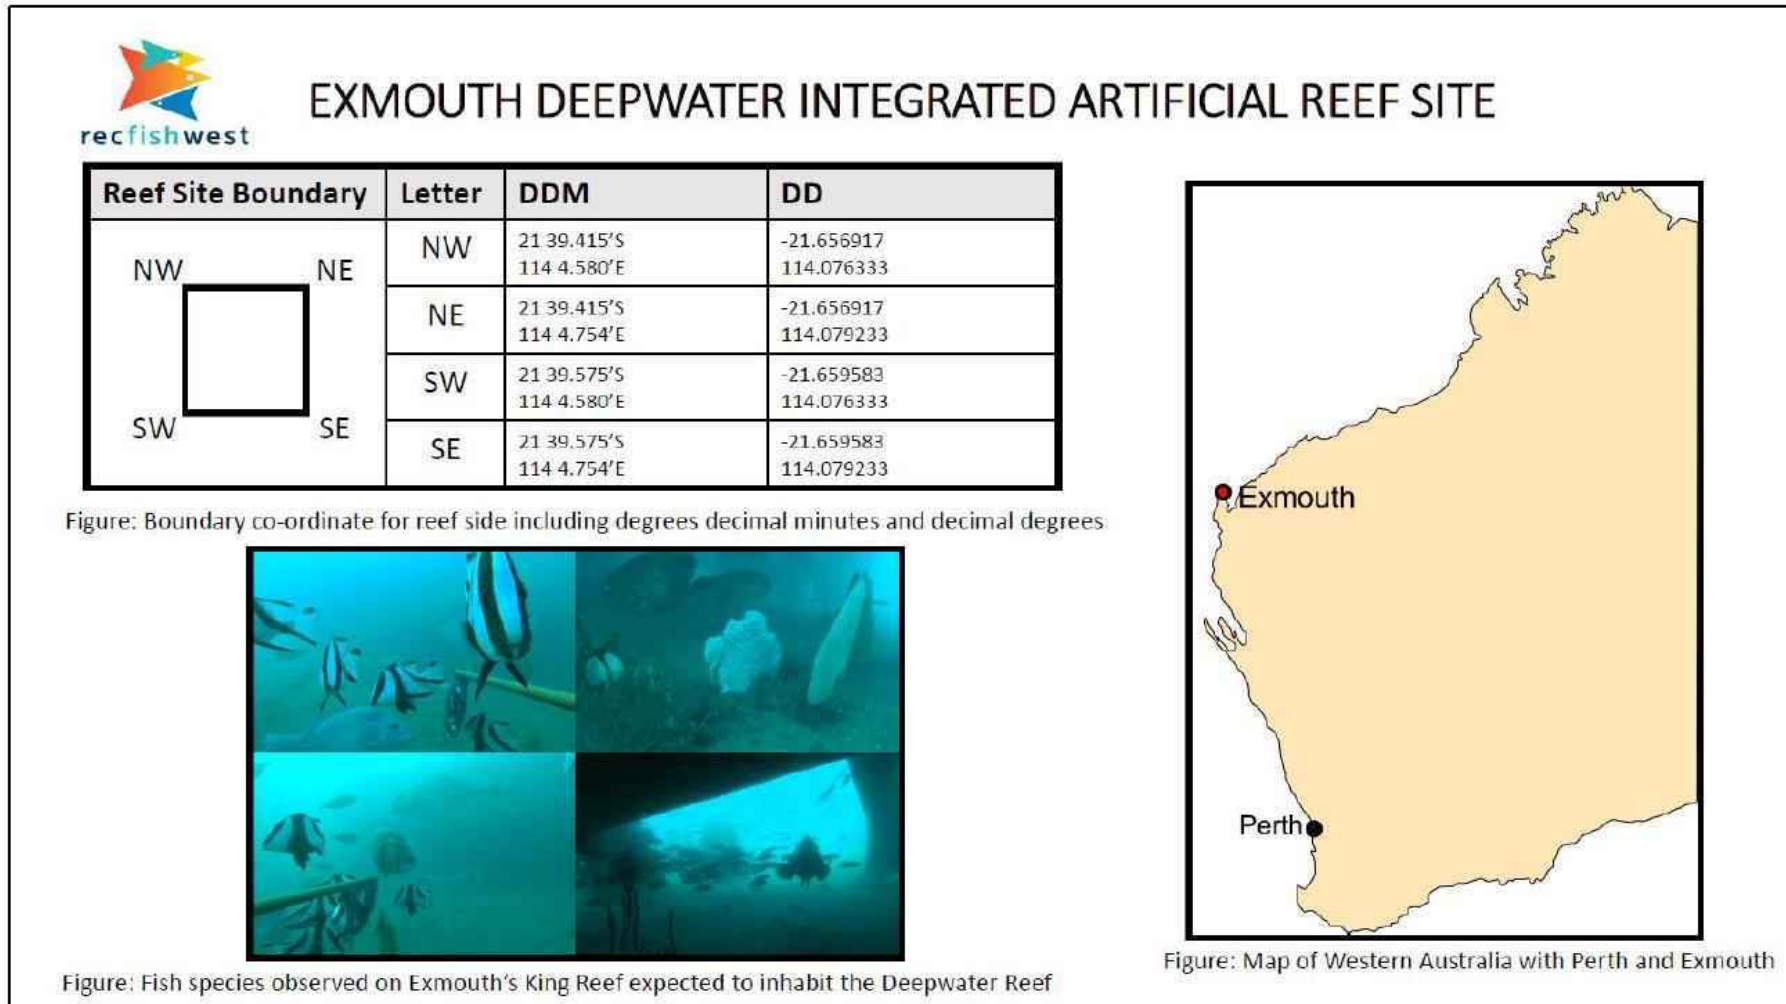 recfishwest
EXMOUTH DEEPWATER INTEGRATED ARTIFICIAL REEF SITE
Reef Site Boundary Letter DDM DD
NW NE
SW SE
NW
21 39.415'S -21.656917
114 4.580'E 114.076333
NE
21 39.415'S -21.656917
114 4.754'E 114.079233
SW
21 39.575'S -21.659583
114 4.580'E 114.076333
SE
21 39.575'S -21.659583
114 4.754'E 114.079233
Figure: Boundary co-ordinate for reef side including degrees decimal minutes and decimal degrees
Figure: Fish species observed on Exmouth's King Reef expected to inhabit the Deepwater Reef
Exmouth
Perth
Figure: Map of Western Australia with Perth and Exmouth